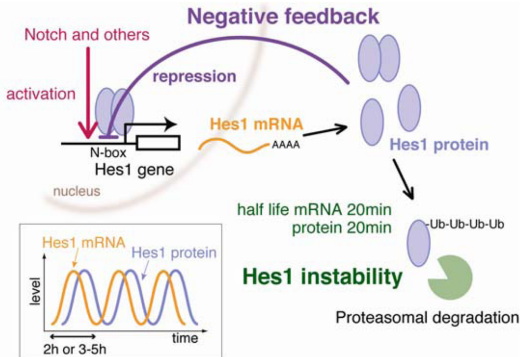 Negative feedback
Notch and others
activation
repression
N-box
Hes1 gene
nucleus
Hes1 mRNA
AAAA
Hes1 protein
half life mRNA 20min
protein 20min
-Ub-Ub-Ub-Ub
Hes1 instability
Proteasomal degradation
Hes1 mRNA
Hes1 protein
level
time
2h or 3-5h